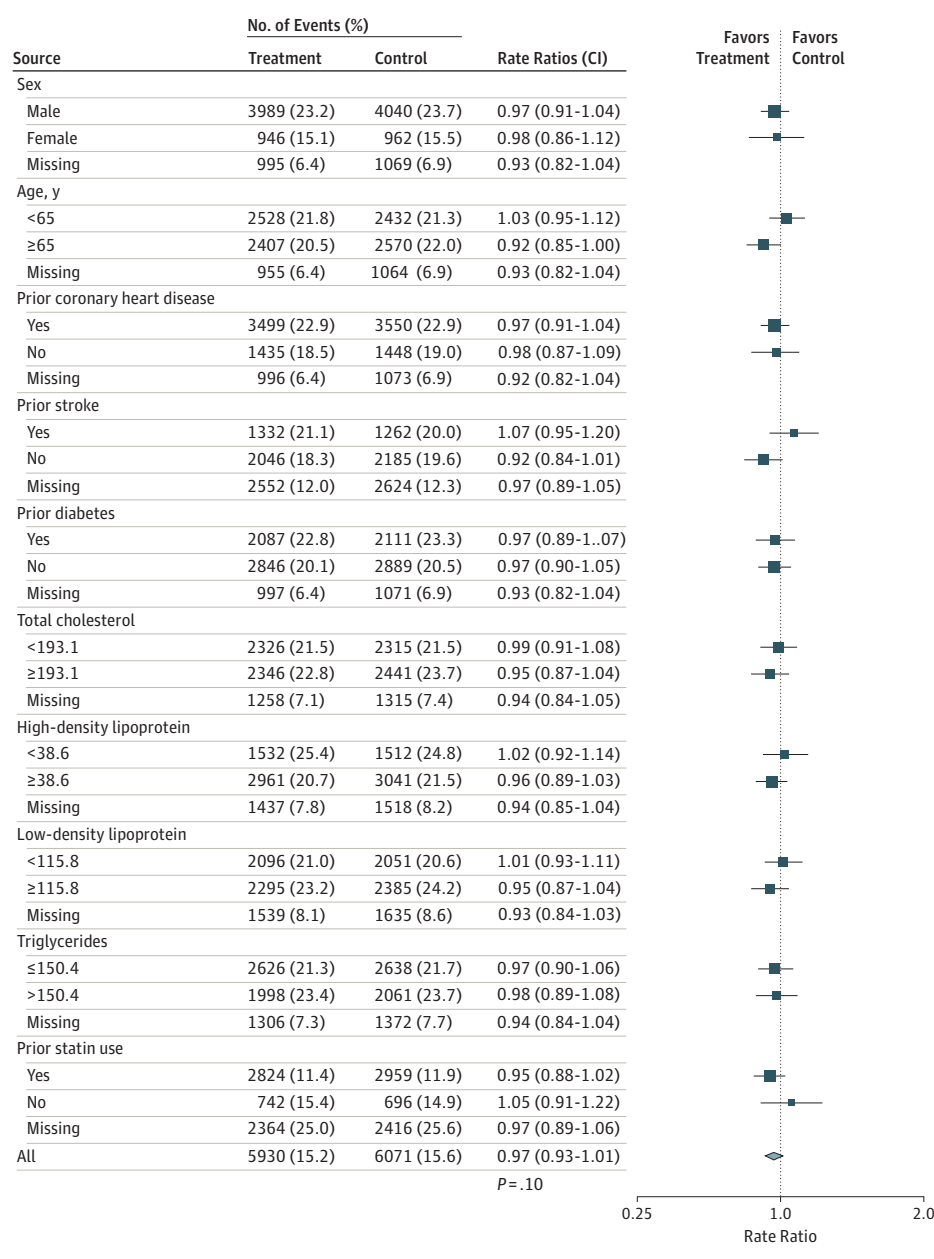 No. of Events (%)
Favors Favors
Source Treatment Control Rate Ratios (CI) Treatment Control
Sex
Male 3989 (23.2) 4040 (23.7) 0.97 (0.91-1.04)
Female 946 (15.1) 962 (15.5) 0.98 (0.86-1.12)
Missing 995 (6.4) 1069 (6.9) 0.93 (0.82-1.04)
Age, y
<65 2528 (21.8) 2432 (21.3) 1.03 (0.95-1.12)
≥65 2407 (20.5) 2570 (22.0) 0.92 (0.85-1.00)
Missing 955 (6.4) 1064 (6.9) 0.93 (0.82-1.04)
Prior coronary heart disease
Yes 3499 (22.9) 3550 (22.9) 0.97 (0.91-1.04)
No 1435 (18.5) 1448 (19.0) 0.98 (0.87-1.09)
Missing 996 (6.4) 1073 (6.9) 0.92 (0.82-1.04)
Prior stroke
Yes 1332 (21.1) 1262 (20.0) 1.07 (0.95-1.20)
No 2046 (18.3) 2185 (19.6) 0.92 (0.84-1.01)
Missing 2552 (12.0) 2624 (12.3) 0.97 (0.89-1.05)
Prior diabetes
Yes 2087 (22.8) 2111 (23.3) 0.97 (0.89-1..07)
No 2846 (20.1) 2889 (20.5) 0.97 (0.90-1.05)
Missing 997 (6.4) 1071 (6.9) 0.93 (0.82-1.04)
Total cholesterol
<193.1 2326 (21.5) 2315 (21.5) 0.99 (0.91-1.08)
≥193.1 2346 (22.8) 2441 (23.7) 0.95 (0.87-1.04)
Missing 1258 (7.1) 1315 (7.4) 0.94 (0.84-1.05)
High-density lipoprotein
<38.6 1532 (25.4) 1512 (24.8) 1.02 (0.92-1.14)
≥38.6 2961 (20.7) 3041 (21.5) 0.96 (0.89-1.03)
Missing 1437 (7.8) 1518 (8.2) 0.94 (0.85-1.04)
Low-density lipoprotein
<115.8 2096 (21.0) 2051 (20.6) 1.01 (0.93-1.11)
≥115.8 2295 (23.2) 2385 (24.2) 0.95 (0.87-1.04)
Missing 1539 (8.1) 1635 (8.6) 0.93 (0.84-1.03)
Triglycerides
≤150.4 2626 (21.3) 2638 (21.7) 0.97 (0.90-1.06)
>150.4 1998 (23.4) 2061 (23.7) 0.98 (0.89-1.08)
Missing 1306 (7.3) 1372 (7.7) 0.94 (0.84-1.04)
Prior statin use
Yes 2824 (11.4) 2959 (11.9) 0.95 (0.88-1.02)
No 742 (15.4) 696 (14.9) 1.05 (0.91-1.22)
Missing 2364 (25.0) 2416 (25.6) 0.97 (0.89-1.06)
All 5930 (15.2) 6071 (15.6) 0.97 (0.93-1.01)
P = .10
0.25 1.0 2.0
Rate Ratio